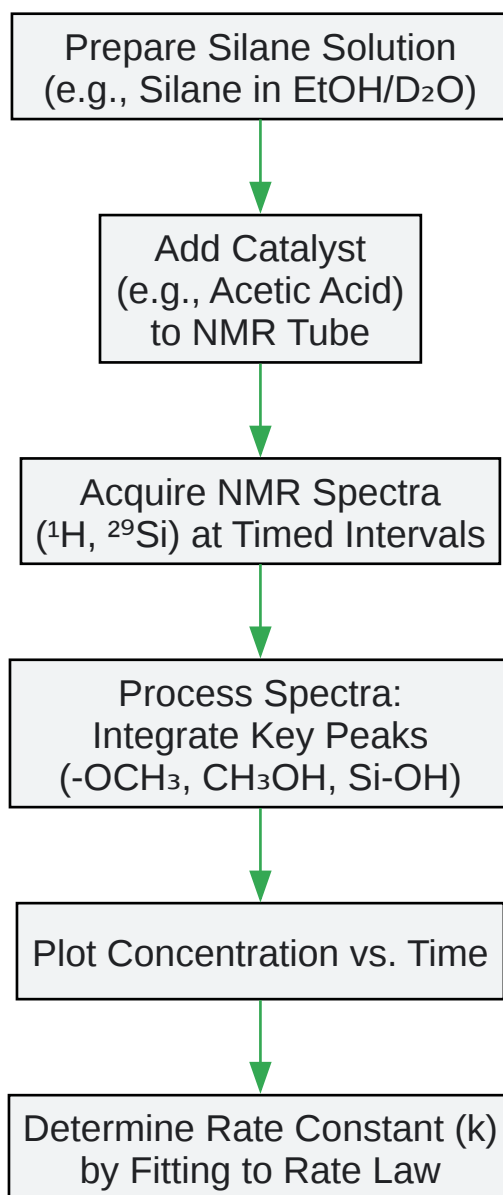 Prepare Silane Solution
(e.g., Silane in EtOH/D₂O)
Add Catalyst
(e.g., Acetic Acid)
to NMR Tube
Acquire NMR Spectra
(¹H, ²⁹Si) at Timed Intervals
Process Spectra:
Integrate Key Peaks
(-OCH₃, CH₃OH, Si-OH)
Plot Concentration vs. Time
Determine Rate Constant (k)
by Fitting to Rate Law